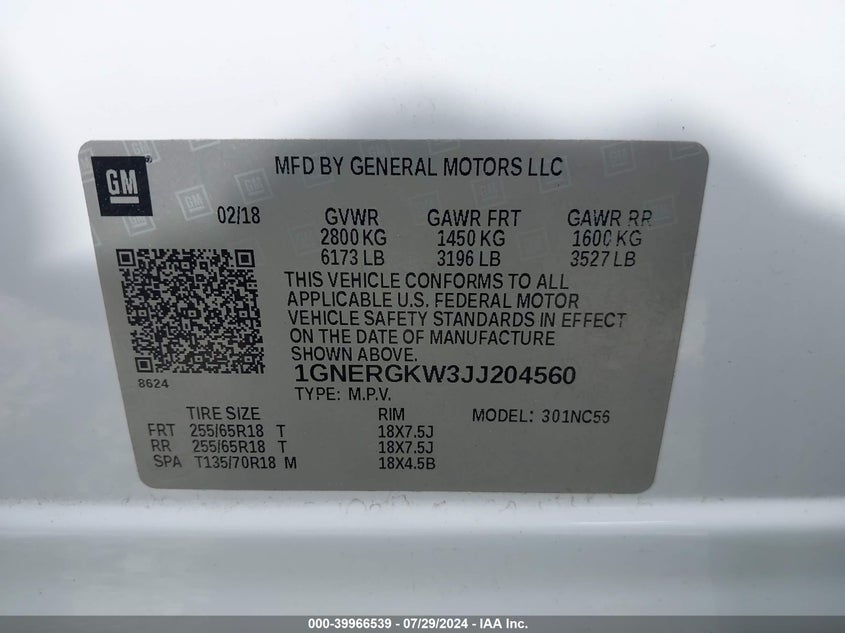 GM
MFD BY GENERAL MOTORS LLC
02/18 GVWR GAWR FRT GAWR RR
2800 KG 1450 KG 1600 KG
6173 LB 3196 LB 3527 LB
THIS VEHICLE CONFORMS TO ALL
APPLICABLE U.S. FEDERAL MOTOR
VEHICLE SAFETY STANDARDS IN EFFECT
ON THE DATE OF MANUFACTURE
SHOWN ABOVE.
8624
1GNERGKW3JJ204560
TYPE: M.P.V.
TIRE SIZE RIM MODEL: 301NC56
FRT 255/65R18 T 18X7.5J
RR 255/65R18 T 18X7.5J
SPA T135/70R18 M 18X4.5B
000-39966539 - 07/29/2024 - IAA Inc.